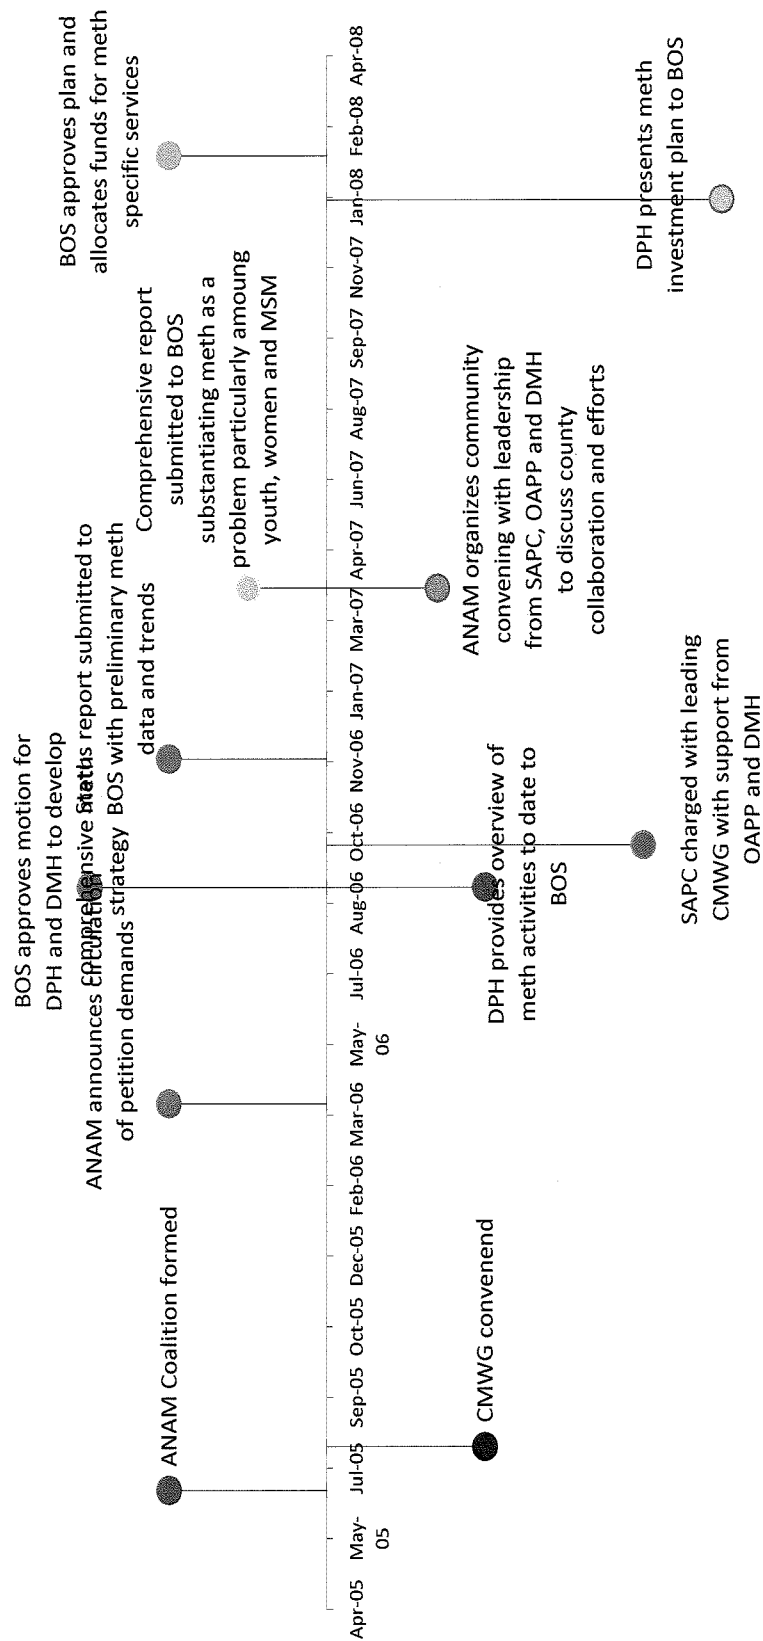 BOS approves motion for
DPH and DMH to develop
comprehensive meth
strategy
Status report submitted to
BOS with preliminary meth
data and trends
ANAM announces circulation
of petition demands
BOS approves plan and
allocates funds for meth
specific services
Comprehensive report
submitted to BOS
substantiating meth as a
problem particularly amoung
youth, women and MSM
ANAM Coalition formed
Apr-05 May-05 Jul-05 Sep-05 Oct-05 Dec-05 Feb-06 Mar-06 May-06 Jul-06 Aug-06 Oct-06 Nov-06 Jan-07 Mar-07 Apr-07 Jun-07 Aug-07 Sep-07 Nov-07 Jan-08 Feb-08 Apr-08
CMWG convenend
DPH provides overview of
meth activities to date to
BOS
ANAM organizes community
convening with leadership
from SAPC, OAPP and DMH
to discuss county
collaboration and efforts
SAPC charged with leading
CMWG with support from
OAPP and DMH
DPH presents meth
investment plan to BOS